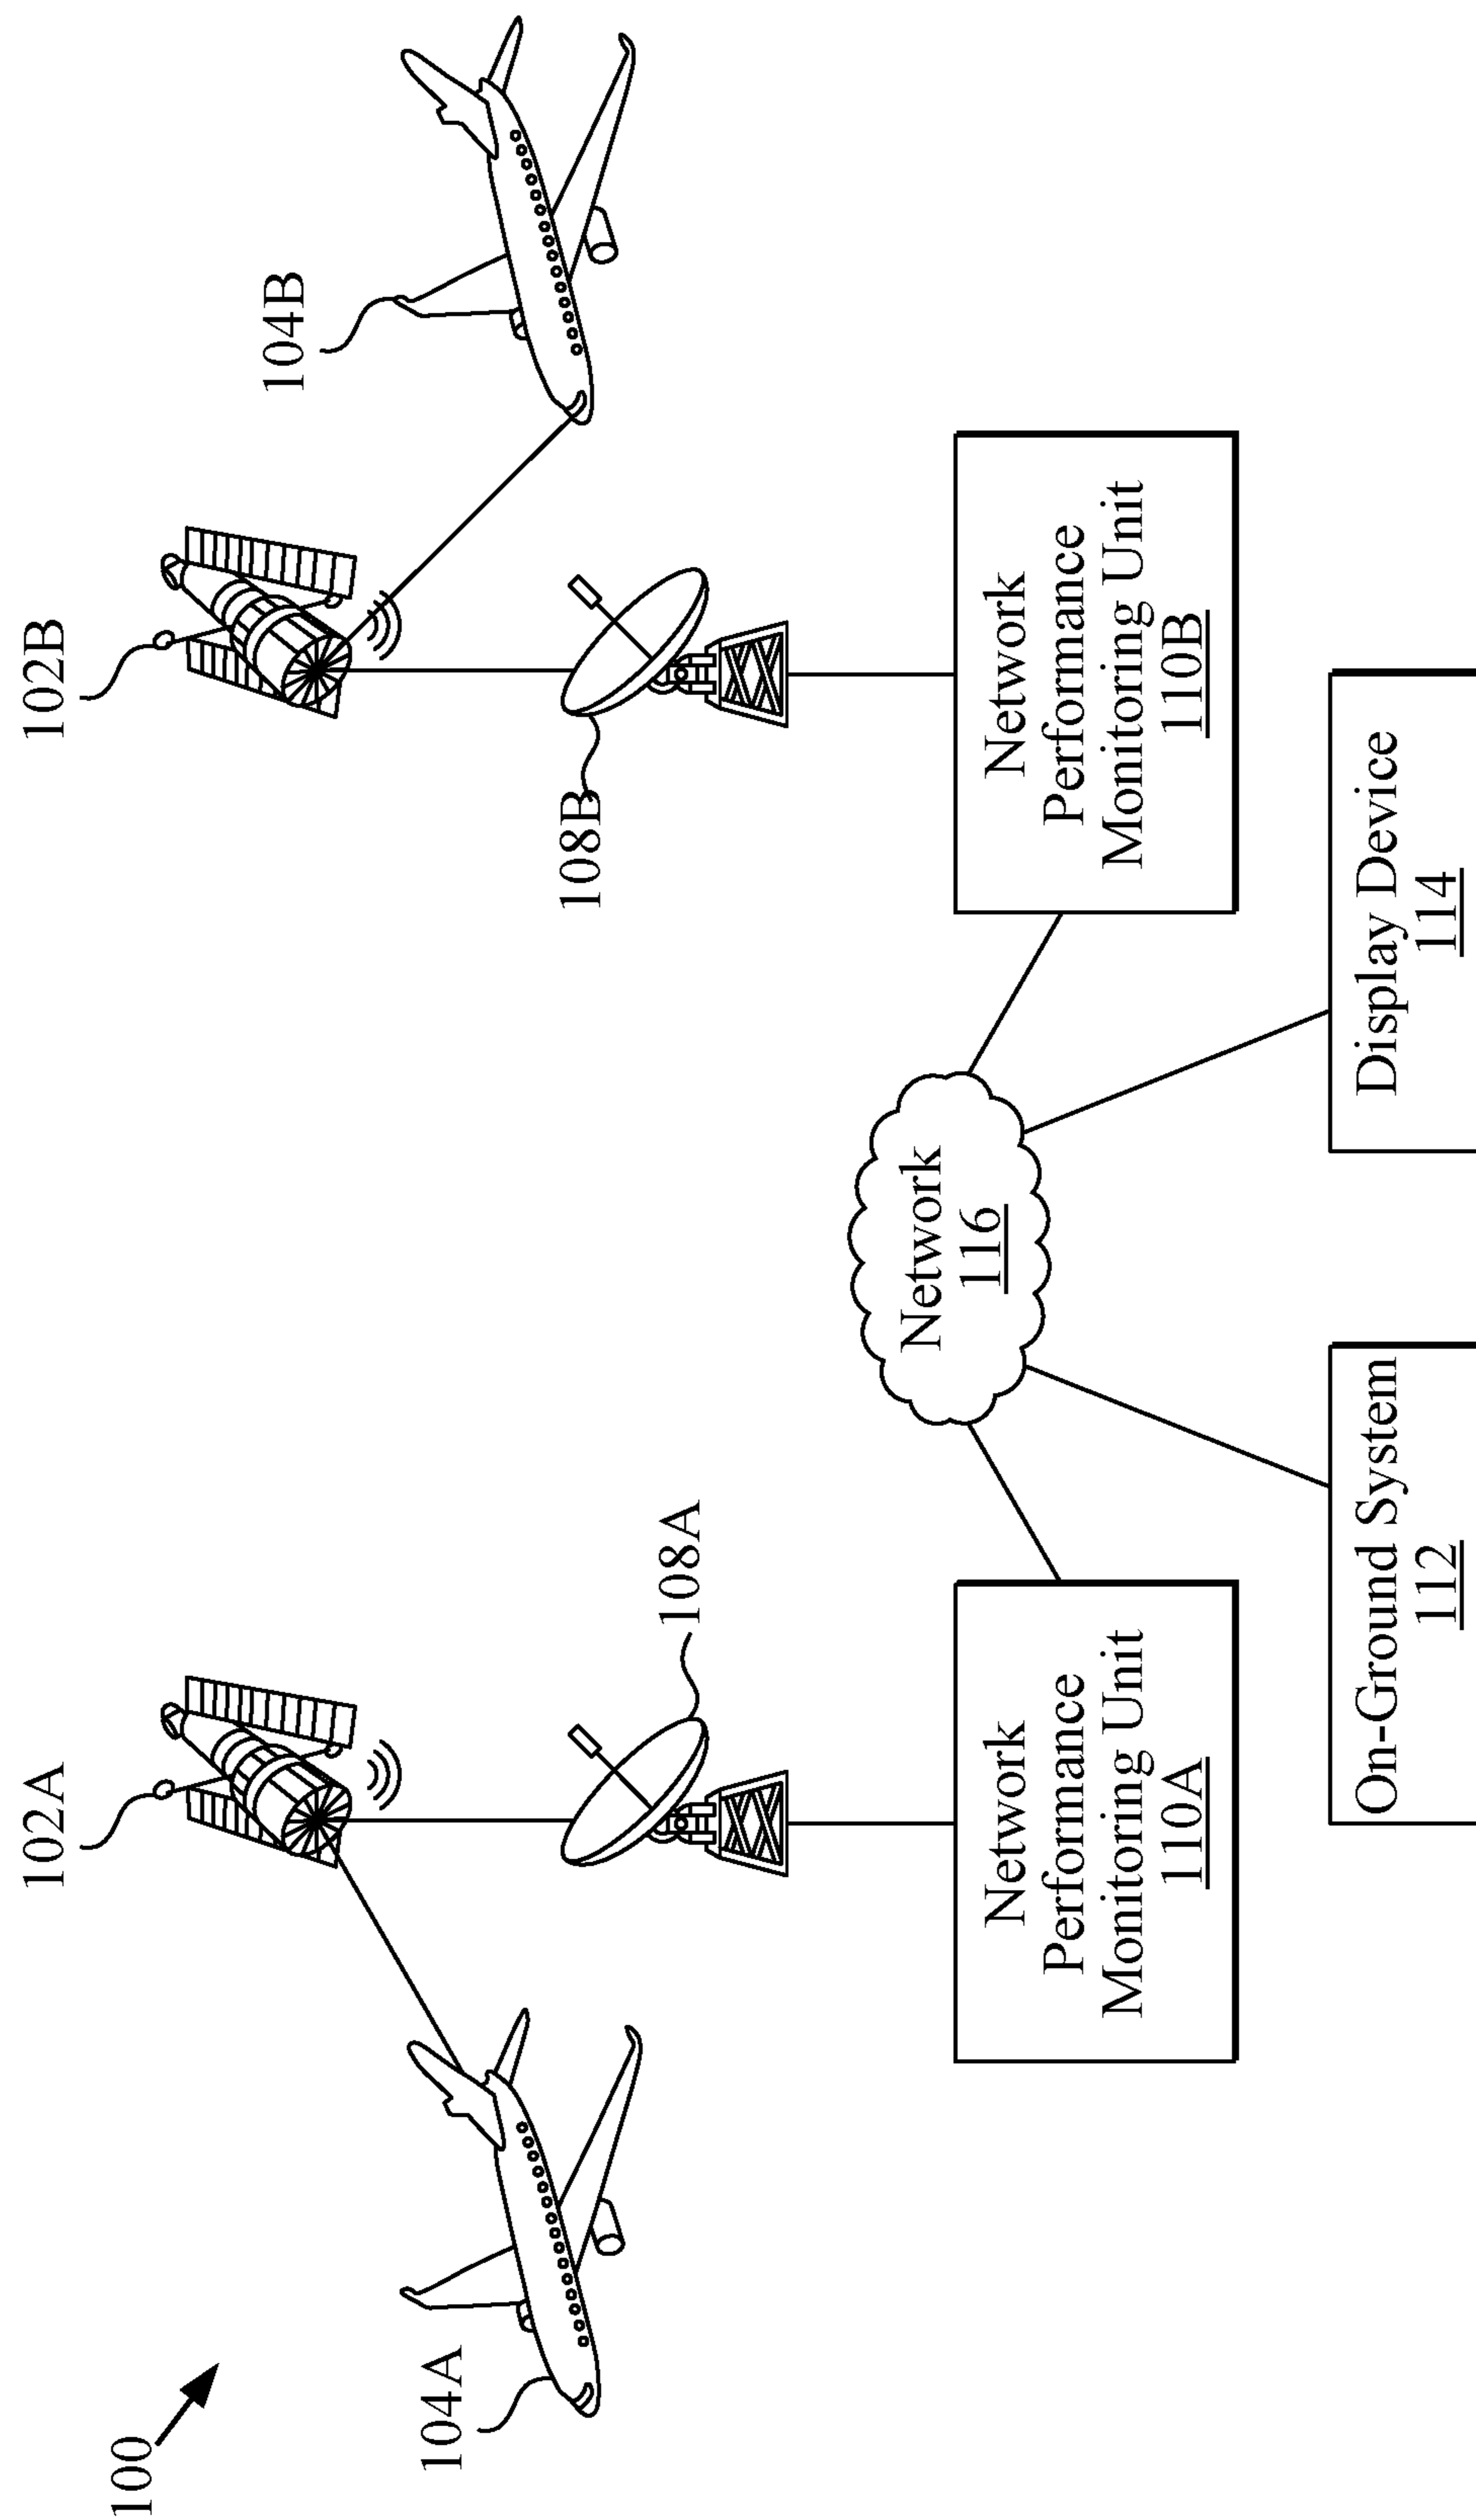 100
102A
102B
104A
104B
108A
108B
Network
Performance
Monitoring Unit
110A
Network
116
Network
Performance
Monitoring Unit
110B
On-Ground System
112
Display Device
114